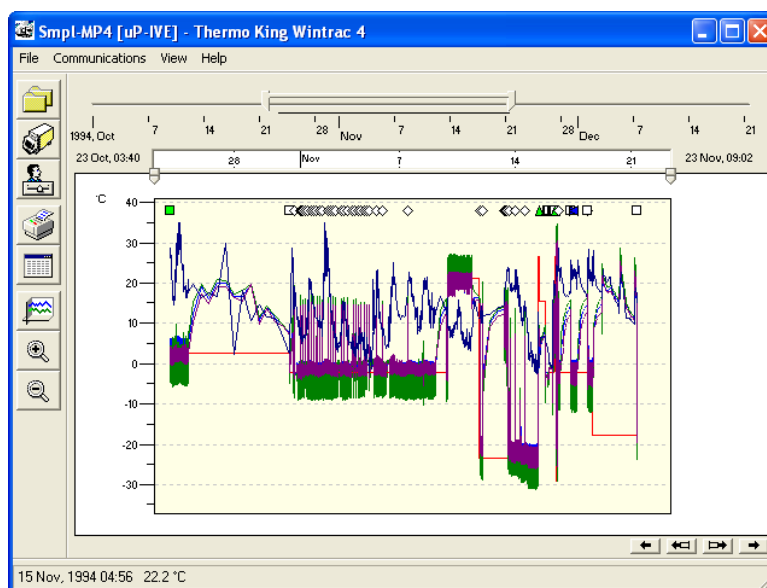 Smpl-MP4 [uP-IVE] - Thermo King Wintrac 4
File Communications View Help
1994, Oct 7 14 21 28 Nov 7 14 21 28 Dec 7 14 21
23 Oct, 03:40 28 Nov 7 14 21 23 Nov, 09:02
°C
40
30
20
10
0
-10
-20
-30
15 Nov, 1994 04:56 22.2 °C